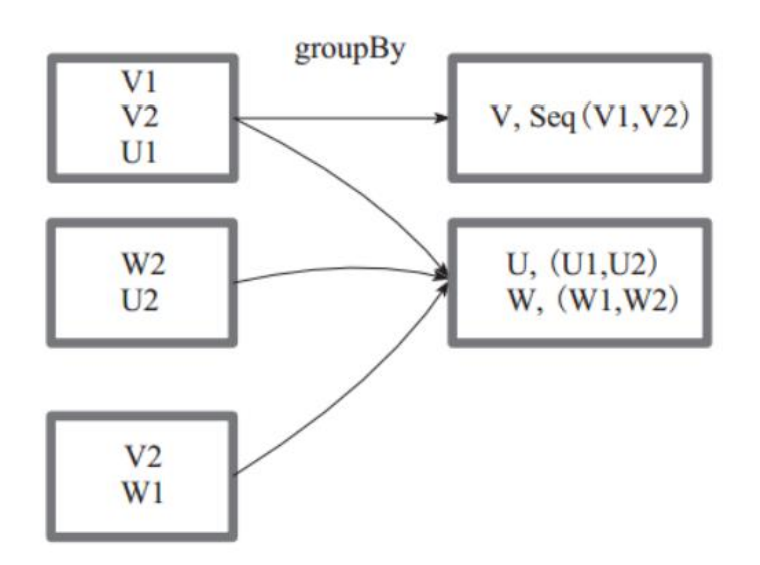 groupBy
V1
V2
U1
V, Seq(V1,V2)
W2
U2
U, (U1,U2)
W, (W1,W2)
V2
W1